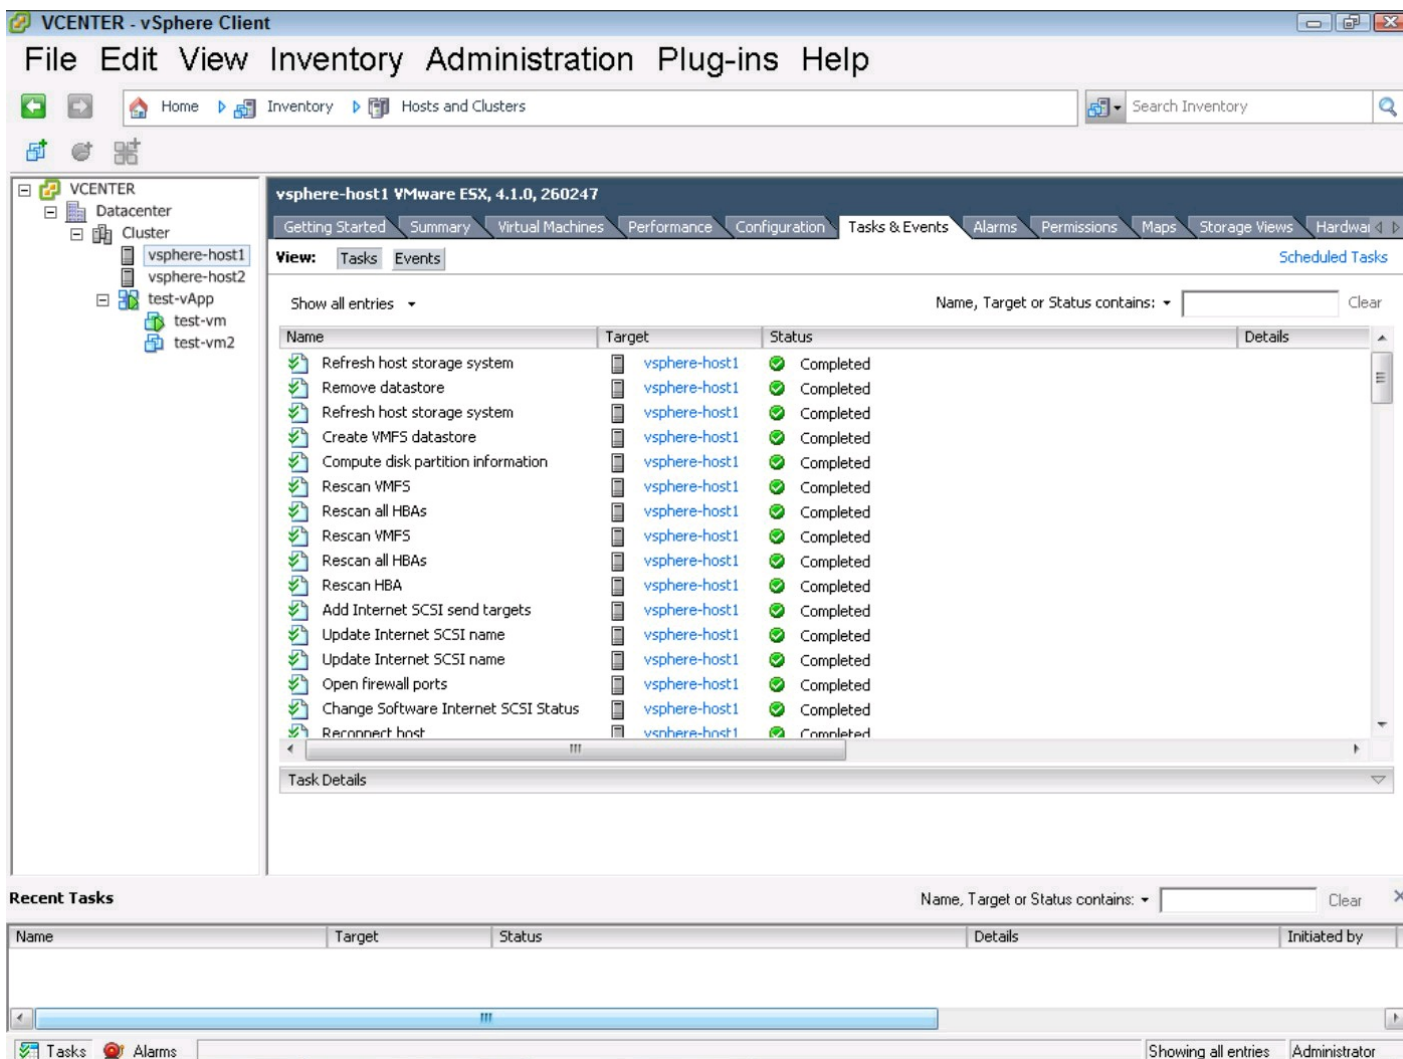 VCENTER - vSphere Client
File Edit View Inventory Administration Plug-ins Help
Home Inventory Hosts and Clusters Search Inventory
VCENTER
Datacenter
Cluster
vsphere-host1
vsphere-host2
test-vApp
test-vm
test-vm2
vsphere-host1 VMware ESX, 4.1.0, 260247
Getting Started Summary Virtual Machines Performance Configuration Tasks & Events Alarms Permissions Maps Storage Views Hardwar
View: Tasks Events Scheduled Tasks
Show all entries Name, Target or Status contains: Clear
Name Target Status Details
Refresh host storage system vsphere-host1 Completed
Remove datastore vsphere-host1 Completed
Refresh host storage system vsphere-host1 Completed
Create VMFS datastore vsphere-host1 Completed
Compute disk partition information vsphere-host1 Completed
Rescan VMFS vsphere-host1 Completed
Rescan all HBAs vsphere-host1 Completed
Rescan VMFS vsphere-host1 Completed
Rescan all HBAs vsphere-host1 Completed
Rescan HBA vsphere-host1 Completed
Add Internet SCSI send targets vsphere-host1 Completed
Update Internet SCSI name vsphere-host1 Completed
Update Internet SCSI name vsphere-host1 Completed
Open firewall ports vsphere-host1 Completed
Change Software Internet SCSI Status vsphere-host1 Completed
Reconnect host vsphere-host1 Completed
Task Details
Recent Tasks Name, Target or Status contains: Clear
Name Target Status Details Initiated by
Tasks Alarms Showing all entries Administrator